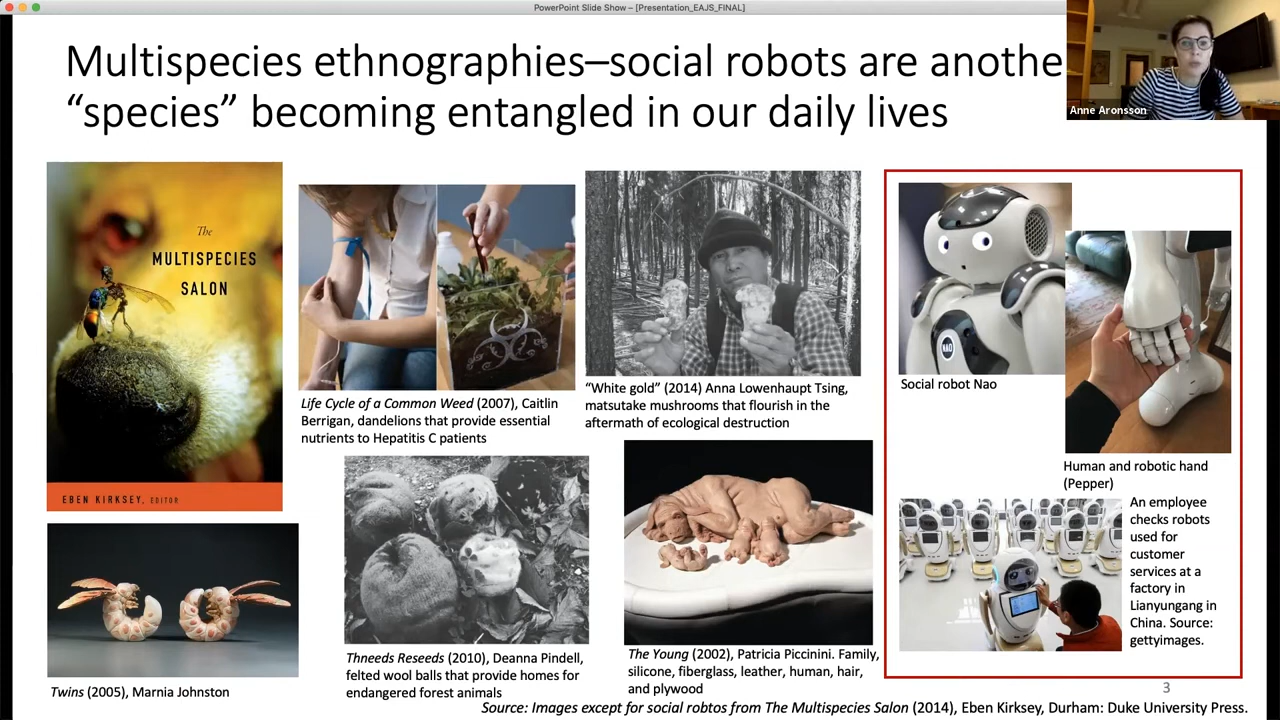 PowerPoint Slide Show – [Presentation_EAJS_FINAL]
Multispecies ethnographies–social robots are anothe
“species” becoming entangled in our daily lives
Anne Aronsson
The
MULTISPECIES
SALON
EBEN KIRKSEY, EDITOR
Twins (2005), Marnia Johnston
Life Cycle of a Common Weed (2007), Caitlin
Berrigan, dandelions that provide essential
nutrients to Hepatitis C patients
“White gold” (2014) Anna Lowenhaupt Tsing,
matsutake mushrooms that flourish in the
aftermath of ecological destruction
Thneeds Reseeds (2010), Deanna Pindell,
felted wool balls that provide homes for
endangered forest animals
The Young (2002), Patricia Piccinini. Family,
silicone, fiberglass, leather, human, hair,
and plywood
NAO
Social robot Nao
Human and robotic hand
(Pepper)
An employee
checks robots
used for
customer
services at a
factory in
Lianyungang in
China. Source:
gettyimages.
3
Source: Images except for social robtos from The Multispecies Salon (2014), Eben Kirksey, Durham: Duke University Press.